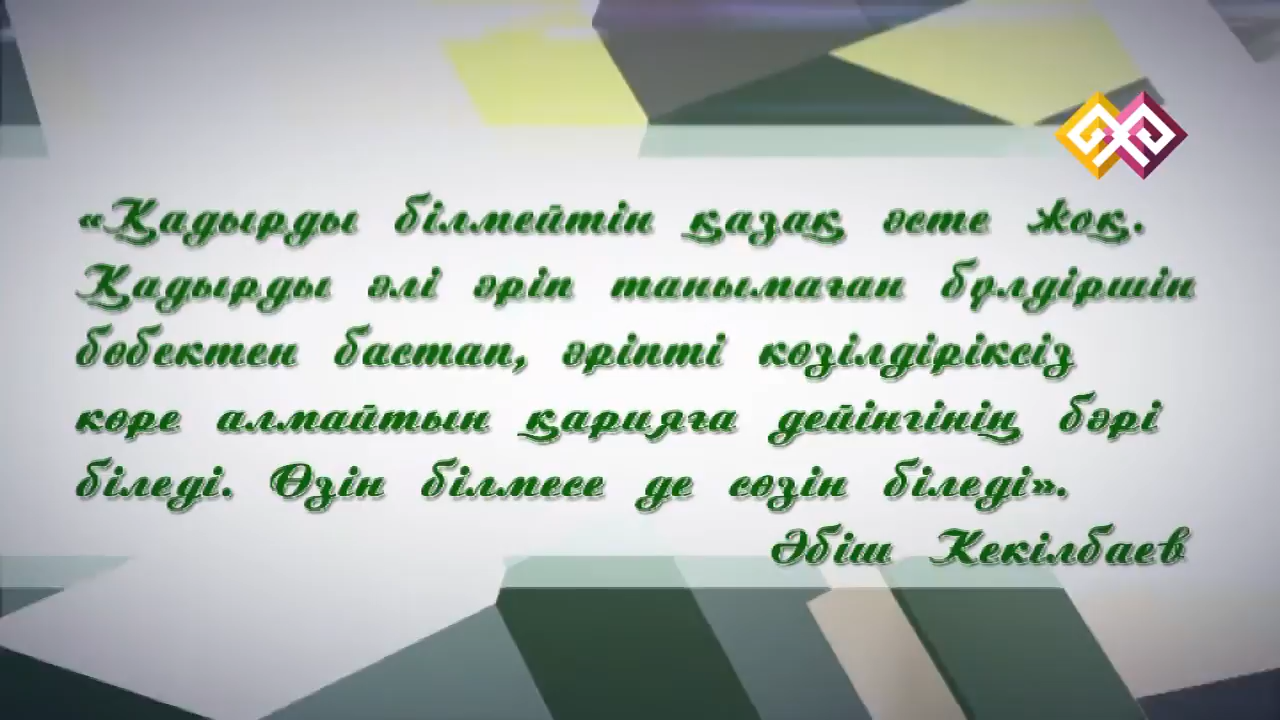 «Қадырды білмейтін қазақ әсте жоқ.
Қадырды әлі әріп танымаған бүлдіршін
бөбектен бастап, әріпті көзілдіріксіз
көре алмайтын қарияға дейінгінің бәрі
біледі. Өзін білмесе де сөзін біледі».
Әбіш Кекілбаев